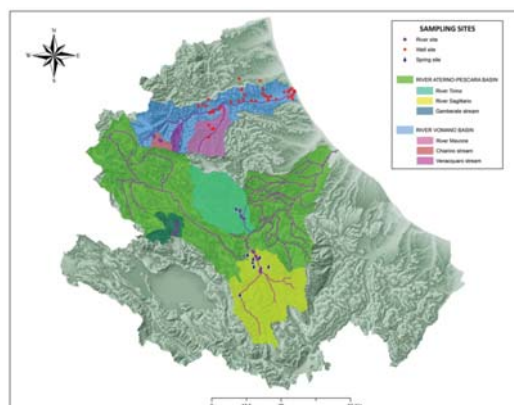 N
SAMPLING SITES
River site
Well site
Spring site
RIVER ATERNO-PESCARA BASIN
River Tirino
River Sagittario
Gamberale stream
RIVER VOMANO BASIN
River Mavone
Chiarino stream
Venaquaro stream